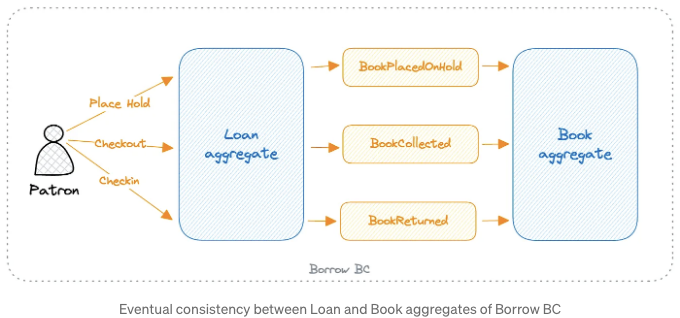 Place Hold
Checkout
Checkin
Patron
Loan
aggregate
BookPlacedOnHold
BookCollected
BookReturned
Book
aggregate
Borrow BC
Eventual consistency between Loan and Book aggregates of Borrow BC